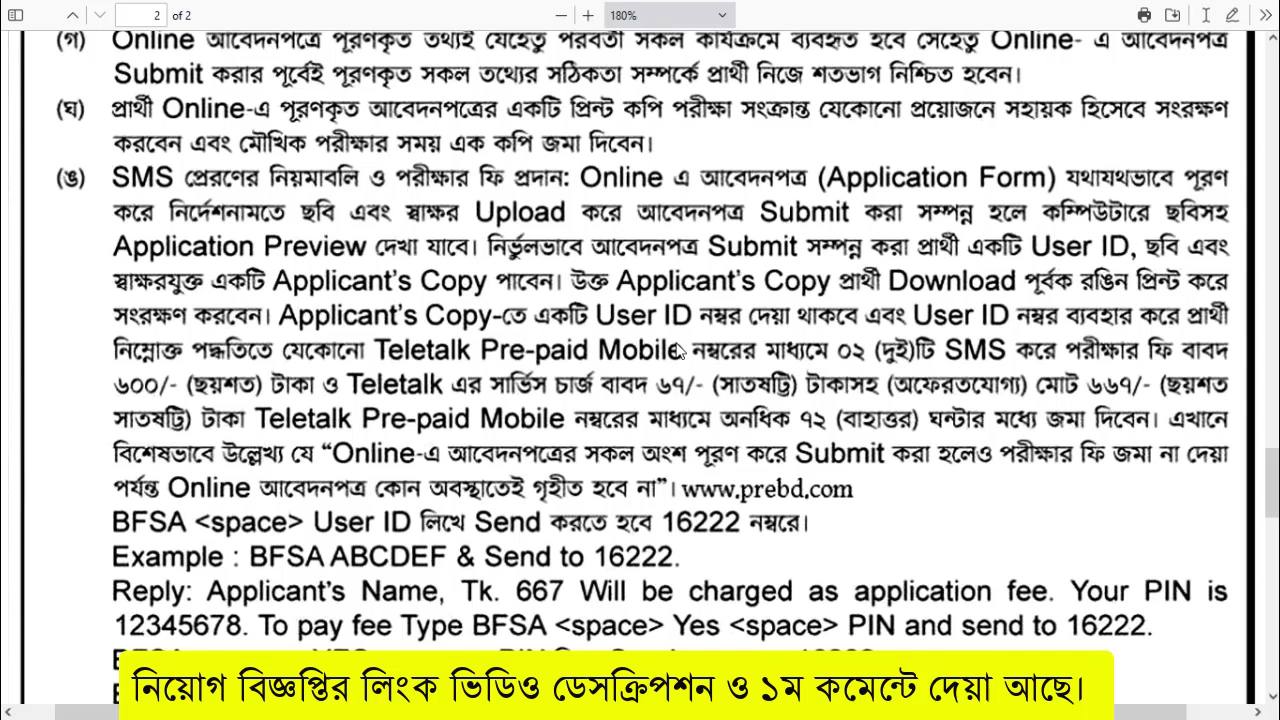 2 of 2
180%
(গ) Online আবেদনপত্রে পূরণকৃত তথ্যই যেহেতু পরবর্তী সকল কার্যক্রমে ব্যবহৃত হবে সেহেতু Online- এ আবেদনপত্র
Submit করার পূর্বেই পূরণকৃত সকল তথ্যের সঠিকতা সম্পর্কে প্রার্থী নিজে শতভাগ নিশ্চিত হবেন।
(ঘ) প্রার্থী Online-এ পূরণকৃত আবেদনপত্রের একটি প্রিন্ট কপি পরীক্ষা সংক্রান্ত যেকোনো প্রয়োজনে সহায়ক হিসেবে সংরক্ষণ
করবেন এবং মৌখিক পরীক্ষার সময় এক কপি জমা দিবেন।
(ঙ) SMS প্রেরণের নিয়মাবলি ও পরীক্ষার ফি প্রদান: Online এ আবেদনপত্র (Application Form) যথাযথভাবে পূরণ
করে নির্দেশনামতে ছবি এবং স্বাক্ষর Upload করে আবেদনপত্র Submit করা সম্পন্ন হলে কম্পিউটারে ছবিসহ
Application Preview দেখা যাবে। নির্ভুলভাবে আবেদনপত্র Submit সম্পন্ন করা প্রার্থী একটি User ID, ছবি এবং
স্বাক্ষরযুক্ত একটি Applicant's Copy পাবেন। উক্ত Applicant's Copy প্রার্থী Download পূর্বক রঙিন প্রিন্ট করে
সংরক্ষণ করবেন। Applicant's Copy-তে একটি User ID নম্বর দেয়া থাকবে এবং User ID নম্বর ব্যবহার করে প্রার্থী
নিম্নোক্ত পদ্ধতিতে যেকোনো Teletalk Pre-paid Mobile নম্বরের মাধ্যমে ০২ (দুই)টি SMS করে পরীক্ষার ফি বাবদ
৬০০/- (ছয়শত) টাকা ও Teletalk এর সার্ভিস চার্জ বাবদ ৬৭/- (সাতষট্টি) টাকাসহ (অফেরতযোগ্য) মোট ৬৬৭/- (ছয়শত
সাতষট্টি) টাকা Teletalk Pre-paid Mobile নম্বরের মাধ্যমে অনধিক ৭২ (বাহাত্তর) ঘন্টার মধ্যে জমা দিবেন। এখানে
বিশেষভাবে উল্লেখ্য যে “Online-এ আবেদনপত্রের সকল অংশ পূরণ করে Submit করা হলেও পরীক্ষার ফি জমা না দেয়া
পর্যন্ত Online আবেদনপত্র কোন অবস্থাতেই গৃহীত হবে না”। www.prebd.com
BFSA <space> User ID লিখে Send করতে হবে 16222 নম্বরে।
Example : BFSA ABCDEF & Send to 16222.
Reply: Applicant's Name, Tk. 667 Will be charged as application fee. Your PIN is
12345678. To pay fee Type BFSA <space> Yes <space> PIN and send to 16222.
নিয়োগ বিজ্ঞপ্তির লিংক ভিডিও ডেসক্রিপশন ও ১ম কমেন্টে দেয়া আছে।